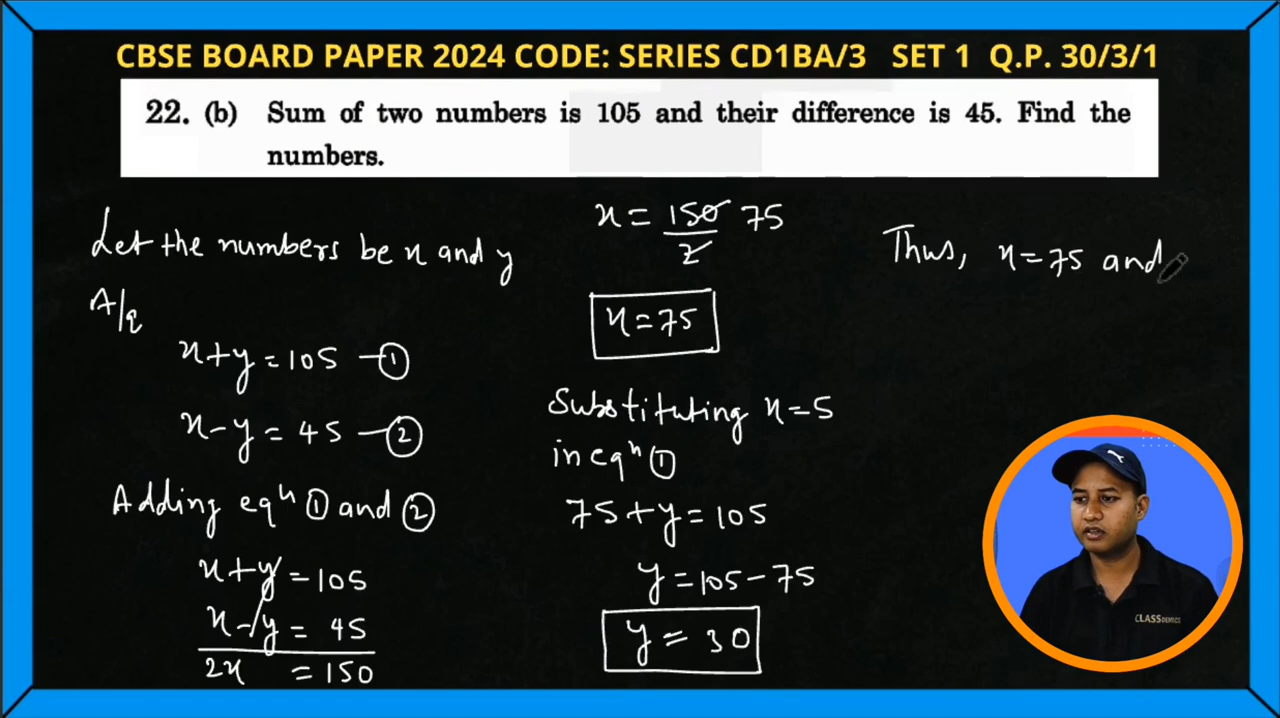 CBSE BOARD PAPER 2024 CODE: SERIES CD1BA/3 SET 1 Q.P. 30/3/1
22. (b) Sum of two numbers is 105 and their difference is 45. Find the
numbers.
Let the numbers be x and y
A/q
x+y=105 —①
x-y=45 —②
Adding eqⁿ ① and ②
x+y=105
x-y=45
2x =150
x=150/2 75
x=75
Substituting x=5
in eqⁿ ①
75+y=105
y=105-75
y=30
Thus, x=75 and
CLASSDEMICS